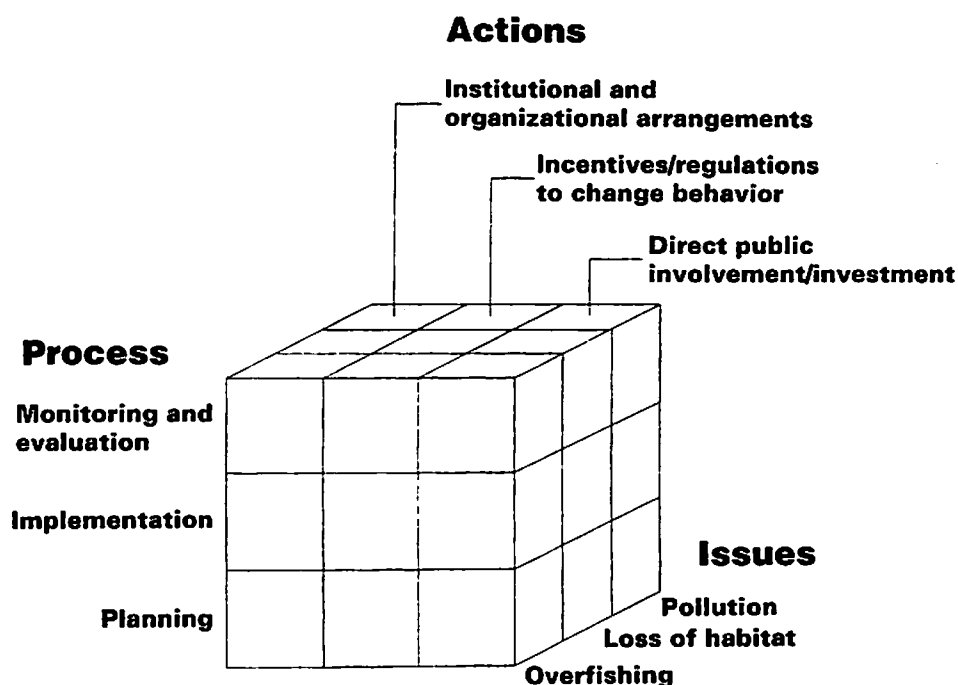 Actions
Institutional and
organizational arrangements
Incentives/regulations
to change behavior
Direct public
involvement/investment
Process
Monitoring and
evaluation
Implementation
Planning
Issues
Pollution
Loss of habitat
Overfishing